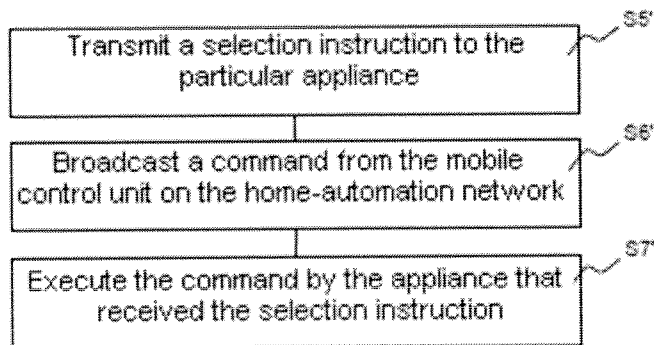 S5'
Transmit a selection instruction to the
particular appliance
S6'
Broadcast a command from the mobile
control unit on the home-automation network
S7'
Execute the command by the appliance that
received the selection instruction